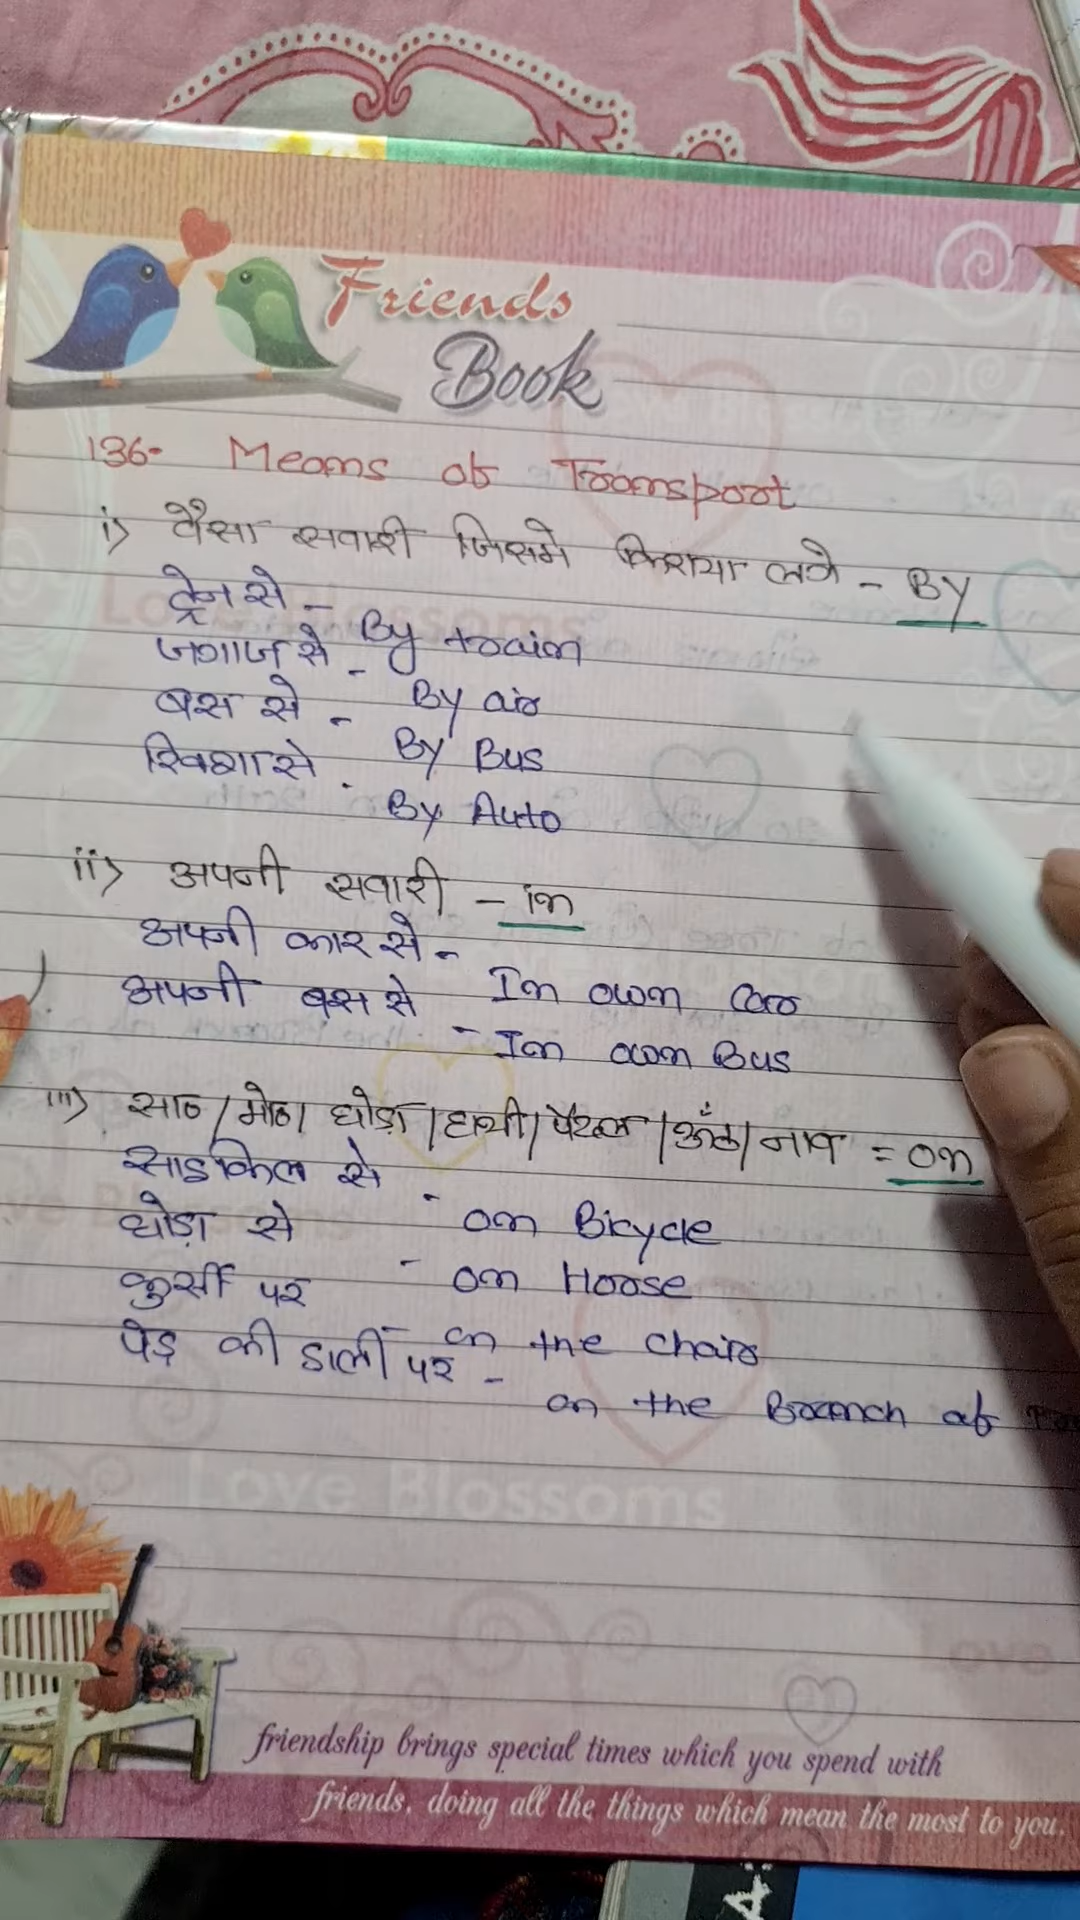 Friends
Book
136- Means of Transport
i) वैसा सवारी जिसमे किराया लगे - BY
ट्रेन से - By train
जहाज से - By air
बस से - By Bus
रिक्शा से - By Auto
ii) अपनी सवारी - in
अपनी कार से - In own Car
अपनी बस से - In own Bus
iii) साठ / मोठ / घोड़ा / हाथी / पैदल / ऊँठ / नाव = on
साइकिल से - on Bicycle
घोड़ा से - on Horse
कुर्सी पर - on the chair
पेड़ की डाली पर - on the Branch of
Love Blossoms
Love
friendship brings special times which you spend with
friends, doing all the things which mean the most to you.
A-